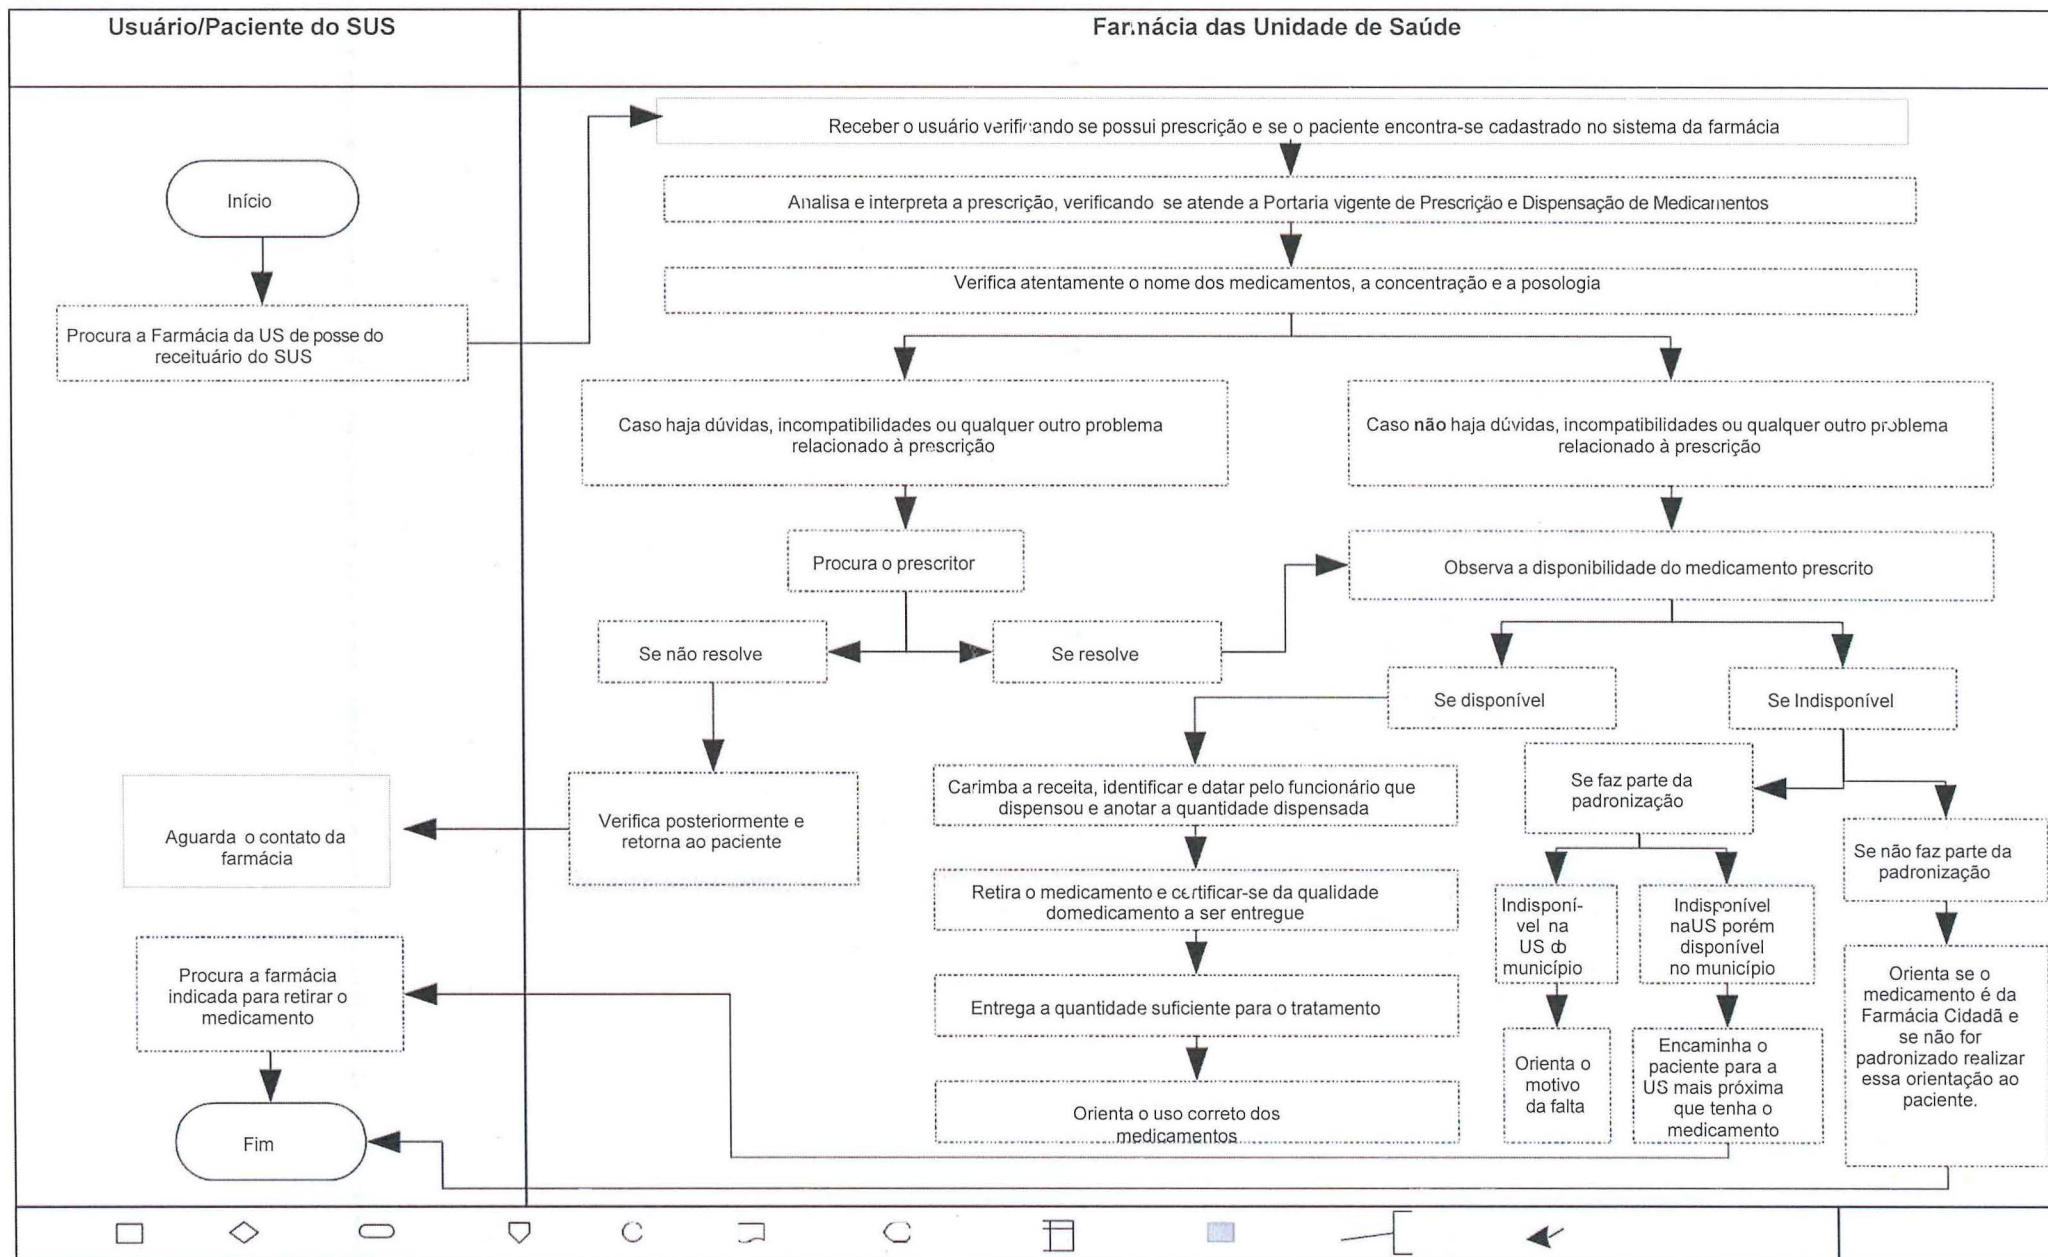 Usuário/Paciente do SUS
Farmácia das Unidade de Saúde
Receber o usuário verificando se possui prescrição e se o paciente encontra-se cadastrado no sistema da farmácia
Início
Analisa e interpreta a prescrição, verificando se atende a Portaria vigente de Prescrição e Dispensação de Medicamentos
Verifica atentamente o nome dos medicamentos, a concentração e a posologia
Procura a Farmácia da US de posse do
receituário do SUS
Caso haja dúvidas, incompatibilidades ou qualquer outro problema
relacionado à prescrição
Caso não haja dúvidas, incompatibilidades ou qualquer outro problema
relacionado à prescrição
Procura o prescritor
Observa a disponibilidade do medicamento prescrito
Se não resolve
Se resolve
Se disponível
Se Indisponível
Carimba a receita, identificar e datar pelo funcionário que
dispensou e anotar a quantidade dispensada
Se faz parte da
padronização
Verifica posteriormente e
retorna ao paciente
Aguarda o contato da
farmácia
Se não faz parte da
padronização
Retira o medicamento e certificar-se da qualidade
domedicamento a ser entregue
Indisponí-
vel na
US do
município
Indisponível
naUS porém
disponível
no município
Procura a farmácia
indicada para retirar o
medicamento
Entrega a quantidade suficiente para o tratamento
Orienta se o
medicamento é da
Farmácia Cidadã e
se não for
padronizado realizar
essa orientação ao
paciente.
Orienta o
motivo
da falta
Encaminha o
paciente para a
US mais próxima
que tenha o
medicamento
Orienta o uso correto dos
medicamentos
Fim